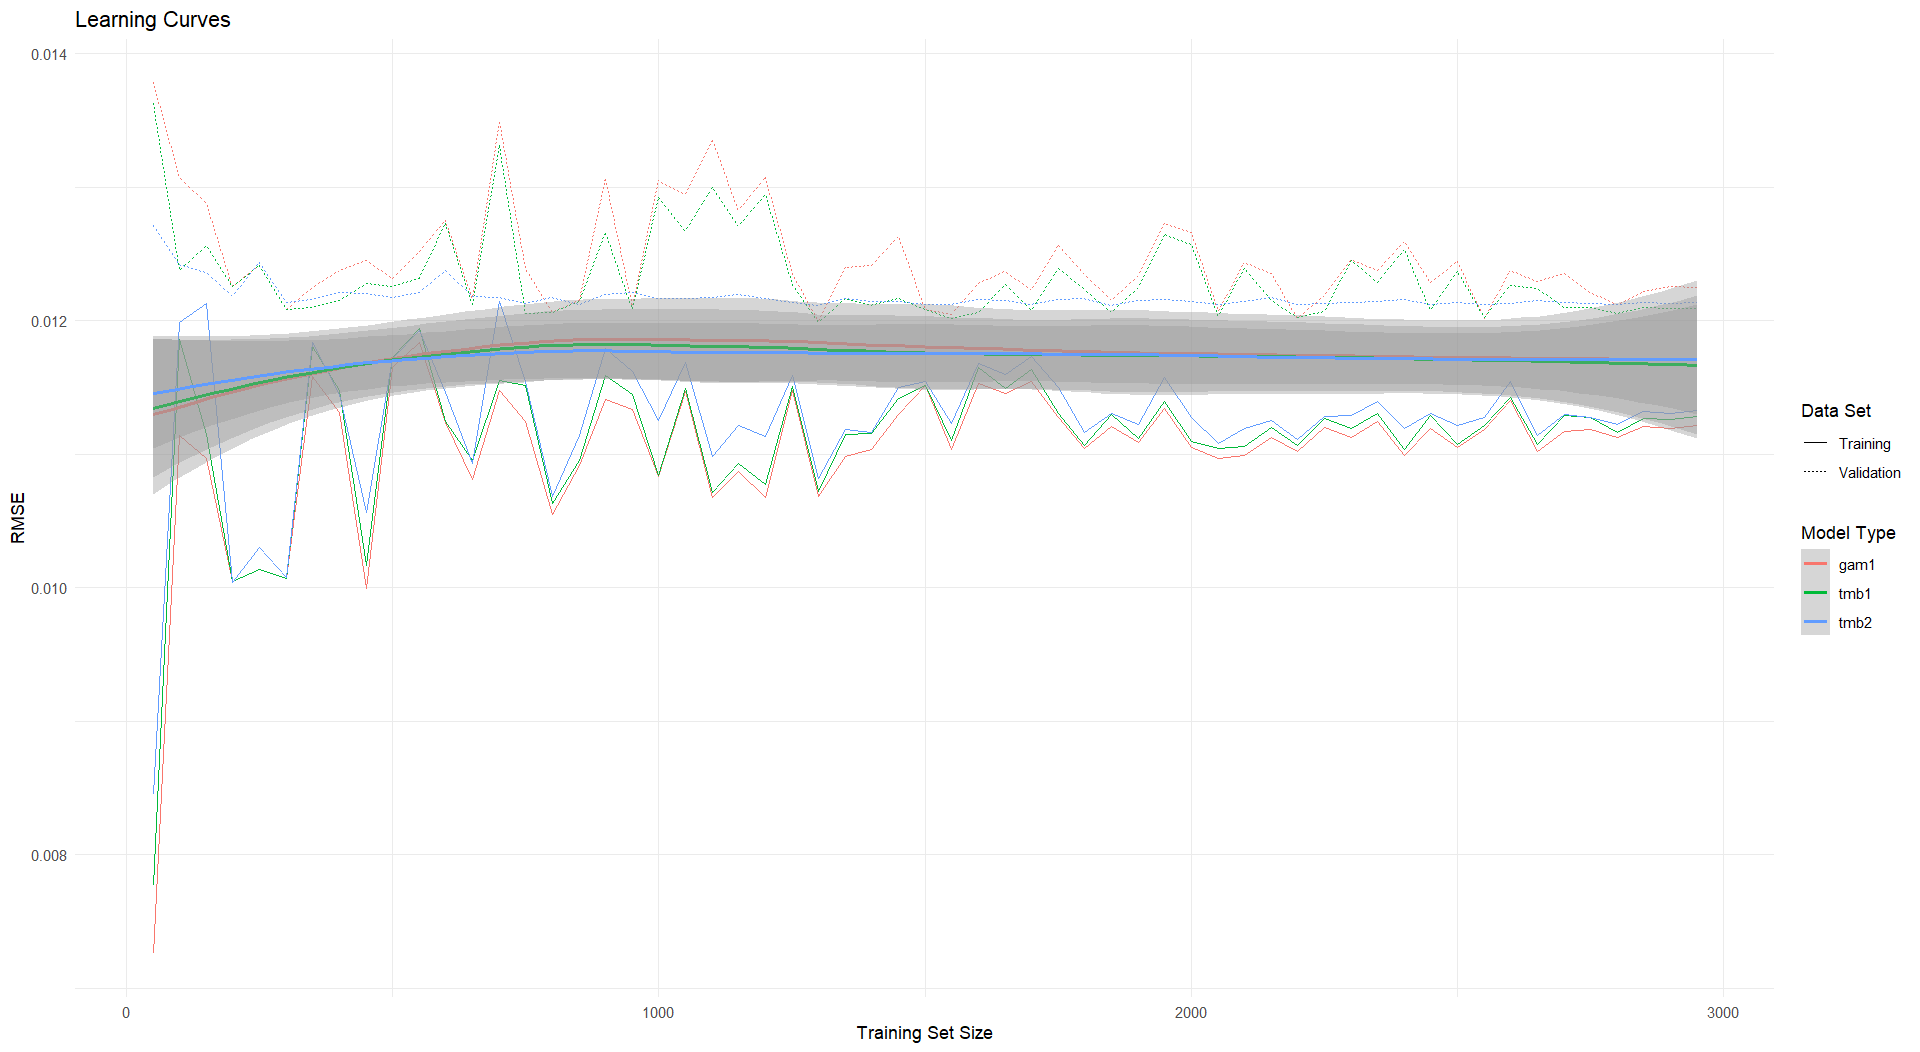 Learning Curves
0.014
0.012
0.010
0.008
RMSE
0
1000
2000
3000
Training Set Size
Data Set
Training
Validation
Model Type
gam1
tmb1
tmb2